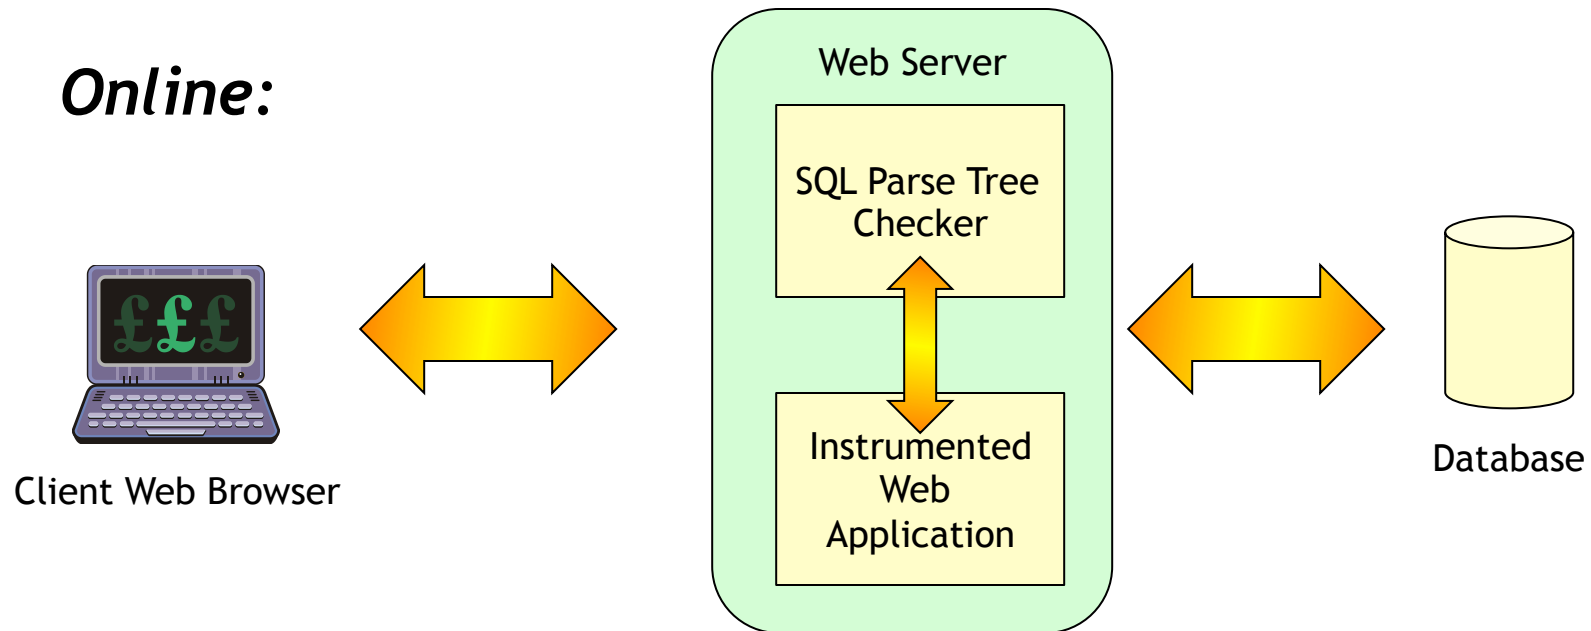 Online:
Web Server
SQL Parse Tree
Checker
£££
Client Web Browser
Instrumented
Web
Application
Database